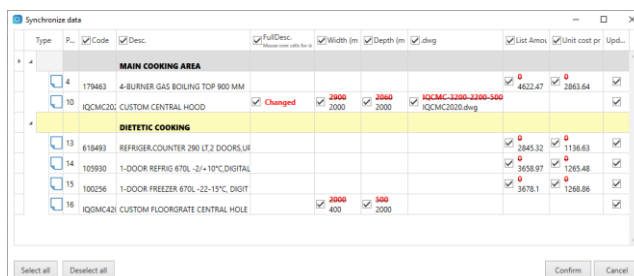 Synchronize data
Type P... Code Desc. FullDesc. Width (m Depth (m .dwg List Amou Unit cost pr Upd...
Mouse over cells for d
MAIN COOKING AREA
4 179463 4-BURNER GAS BOILING TOP 900 MM 0 4622.47 0 2863.64
10 IQCMC202 CUSTOM CENTRAL HOOD Changed 2900 2000 2060 2000 IQCMC-3200-2200-500 IQCMC2020.dwg
DIETETIC COOKING
13 618493 REFRIGER.COUNTER 290 LT,2 DOORS,UF 0 2845.32 0 1136.63
14 105930 1-DOOR REFRIG 670L -2/+10°C,DIGITAL 0 3658.97 0 1265.48
15 100256 1-DOOR FREEZER 670L -22-15°C, DIGIT 0 3678.1 0 1268.86
16 IQGMC42( CUSTOM FLOORGRATE CENTRAL HOLE 2000 400 500 2000
Select all Deselect all Confirm Cancel